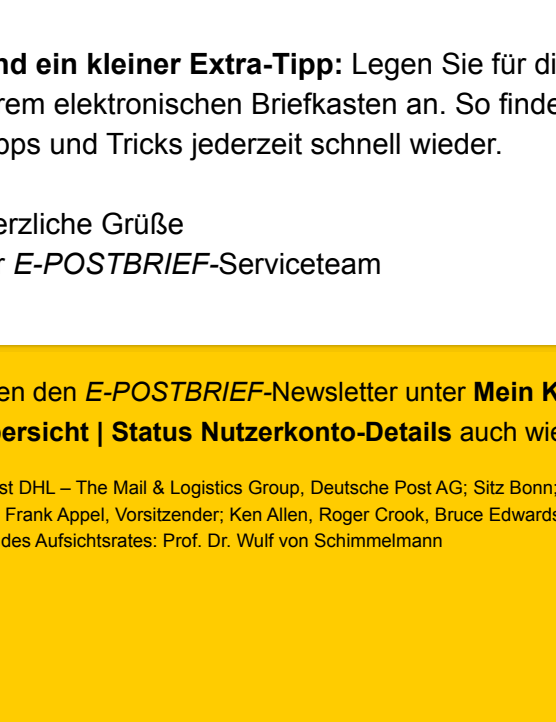 nd ein kleiner Extra-Tipp: Legen Sie für di
rem elektronischen Briefkasten an. So finde
pps und Tricks jederzeit schnell wieder.
erzliche Grüße
r E-POSTBRIEF-Serviceteam
en den E-POSTBRIEF-Newsletter unter Mein K
ersicht | Status Nutzerkonto-Details auch wie
st DHL – The Mail & Logistics Group, Deutsche Post AG; Sitz Bonn;
Frank Appel, Vorsitzender; Ken Allen, Roger Crook, Bruce Edwards
des Aufsichtsrates: Prof. Dr. Wulf von Schimmelmann